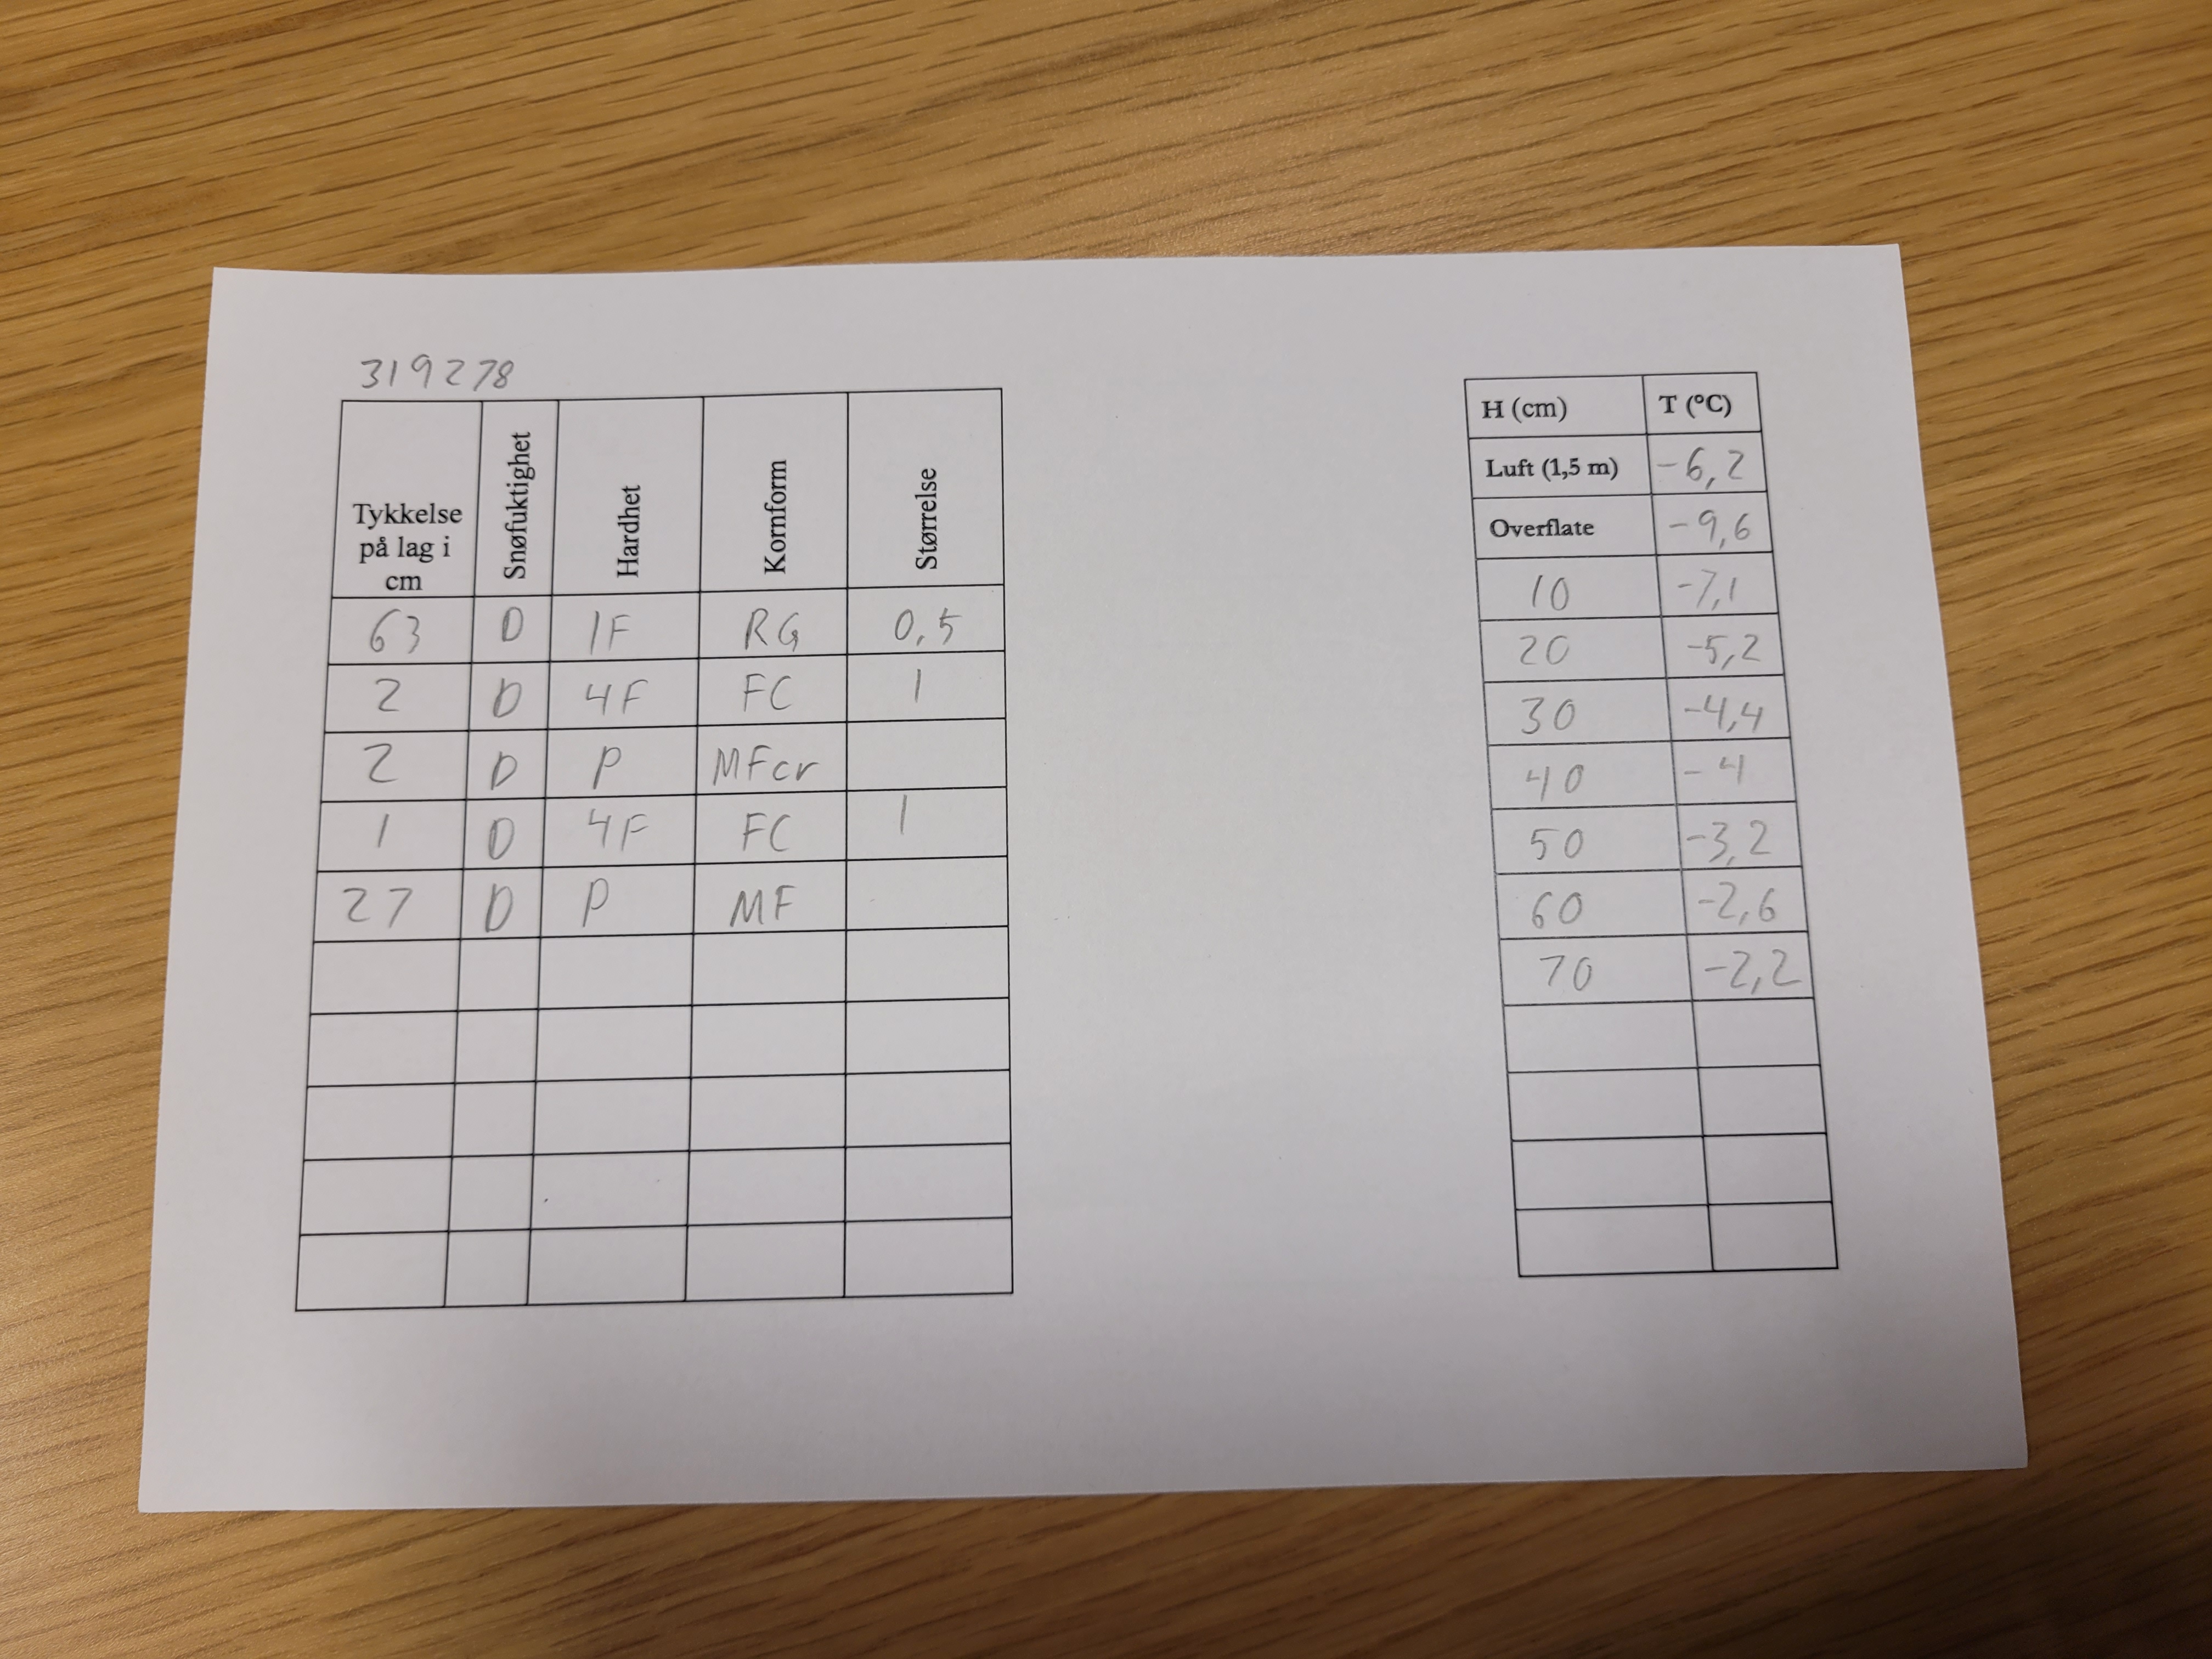 319278
Tykkelse på lag i cm Snøfuktighet Hardhet Kornform Størrelse
63 D 1F RG 0,5
2 D 4F FC 1
2 D P MFcr
1 D 4F FC 1
27 D P MF
H (cm) T (°C)
Luft (1,5 m) -6,2
Overflate -9,6
10 -7,1
20 -5,2
30 -4,4
40 -4
50 -3,2
60 -2,6
70 -2,2